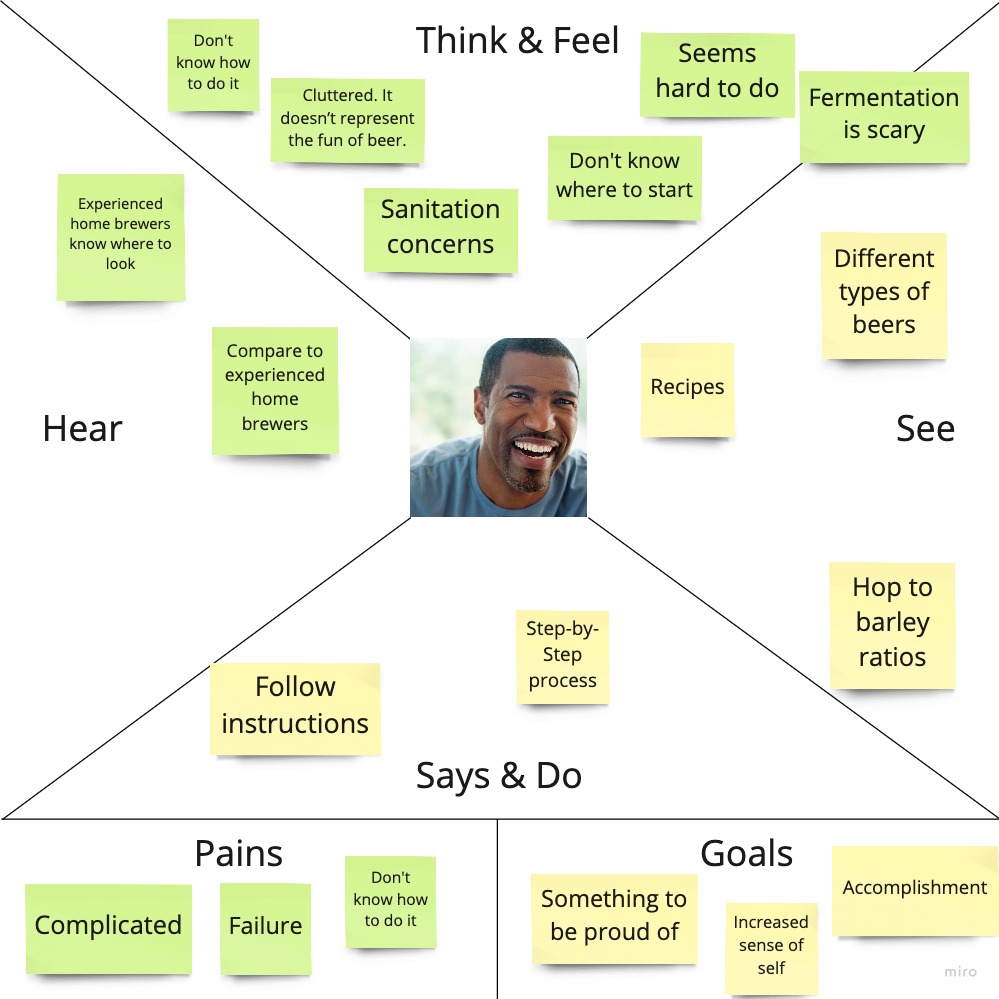 Think & Feel
Don't
know how
to do it
Cluttered. It
doesn’t represent
the fun of beer.
Seems
hard to do
Fermentation
is scary
Don't know
where to start
Sanitation
concerns
Hear
Experienced
home brewers
know where to
look
Compare to
experienced
home
brewers
See
Different
types of
beers
Recipes
Hop to
barley
ratios
Step-by-
Step
process
Follow
instructions
Says & Do
Pains
Complicated
Failure
Don't
know how
to do it
Goals
Something to
be proud of
Increased
sense of
self
Accomplishment
miro